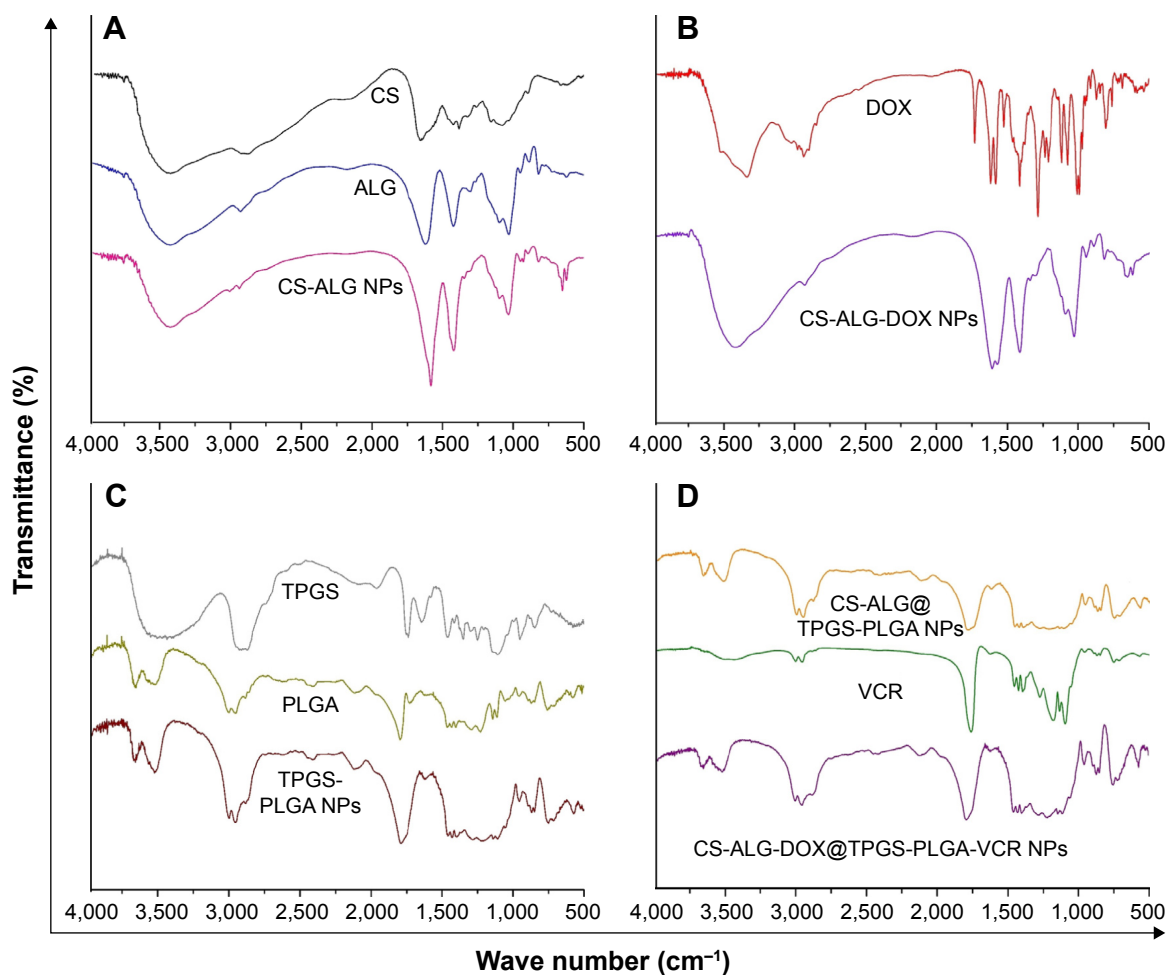 A
CS
ALG
CS-ALG NPs
4,000 3,500 3,000 2,500 2,000 1,500 1,000 500
B
DOX
CS-ALG-DOX NPs
4,000 3,500 3,000 2,500 2,000 1,500 1,000 500
Transmittance (%)
C
TPGS
PLGA
TPGS-
PLGA NPs
4,000 3,500 3,000 2,500 2,000 1,500 1,000 500
D
CS-ALG@
TPGS-PLGA NPs
VCR
CS-ALG-DOX@TPGS-PLGA-VCR NPs
4,000 3,500 3,000 2,500 2,000 1,500 1,000 500
Wave number (cm⁻¹)